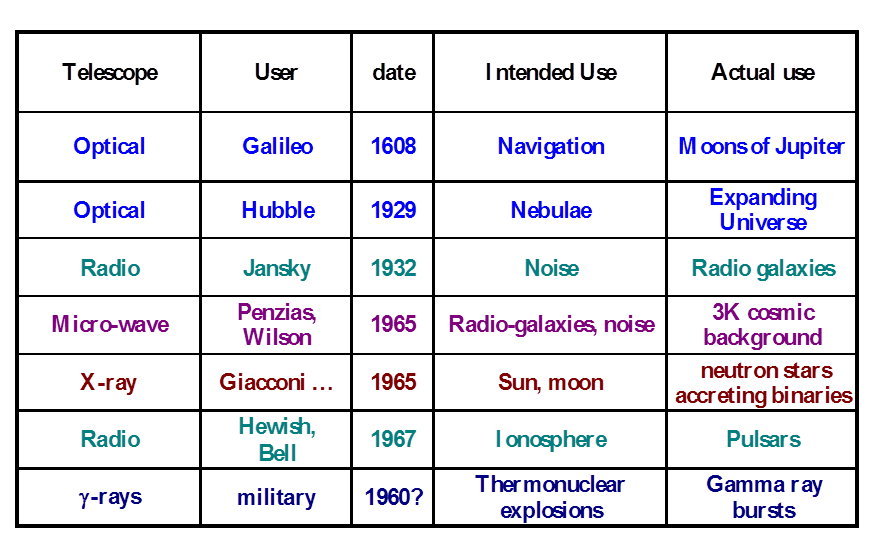 Telescope User date Intended Use Actual use
Optical Galileo 1608 Navigation Moons of Jupiter
Optical Hubble 1929 Nebulae Expanding
Universe
Radio Jansky 1932 Noise Radio galaxies
Micro-wave Penzias,
Wilson 1965 Radio-galaxies, noise 3K cosmic
background
X-ray Giacconi … 1965 Sun, moon neutron stars
accreting binaries
Radio Hewish,
Bell 1967 Ionosphere Pulsars
γ-rays military 1960? Thermonuclear
explosions Gamma ray
bursts